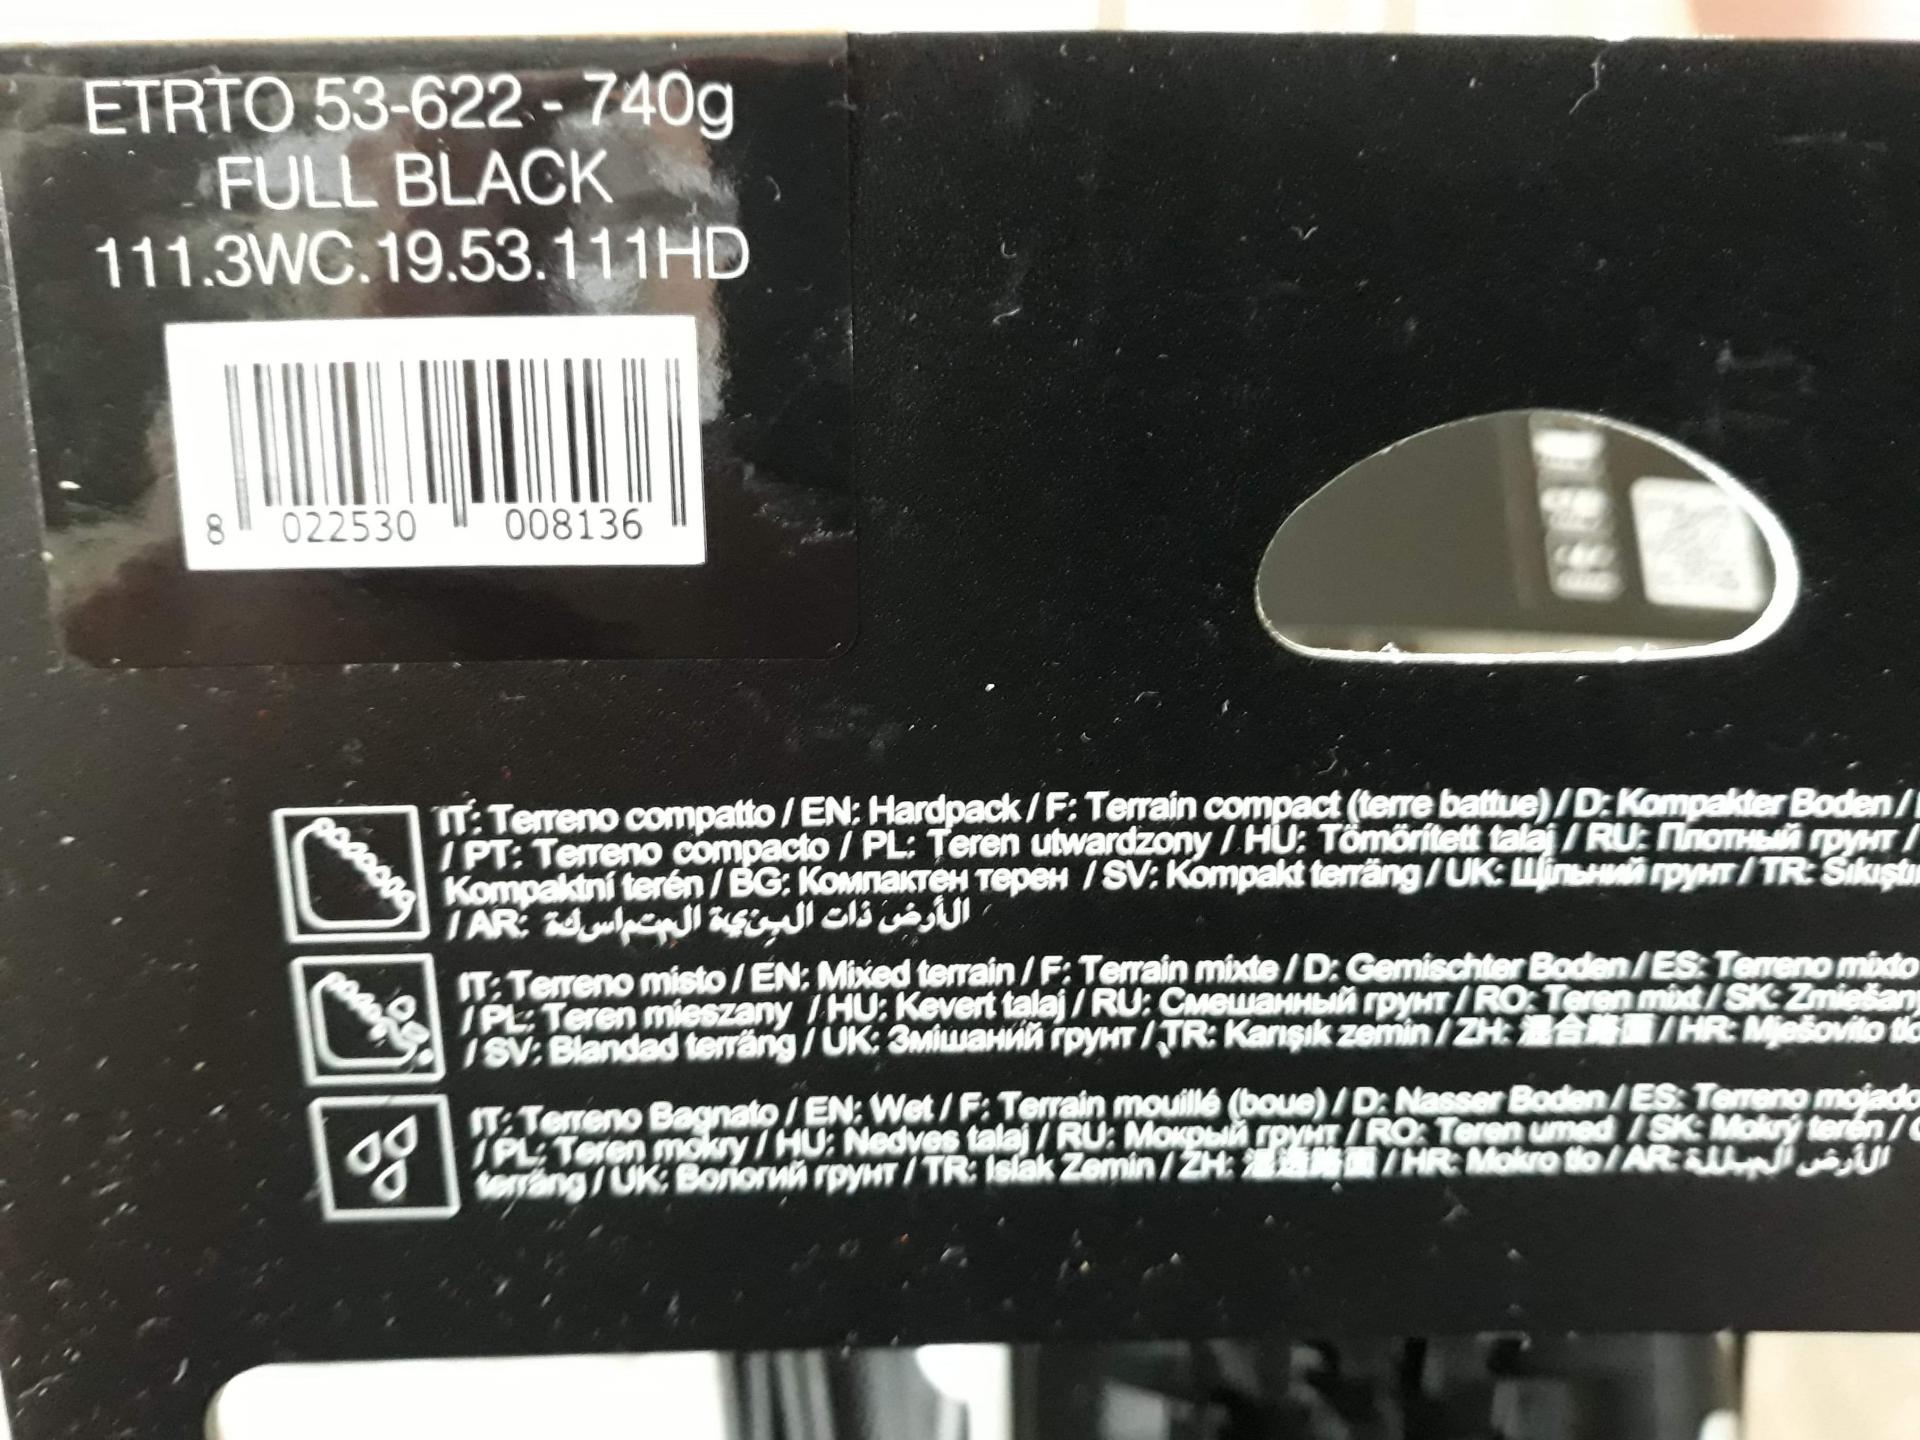 ETRTO 53-622 - 740g
FULL BLACK
111.3WC.19.53.111HD
8 022530 008136
IT: Terreno compatto / EN: Hardpack / F: Terrain compact (terre battue) / D: Kompakter Boden /
/ PT: Terreno compacto / PL: Teren utwardzony / HU: Tömörített talaj / RU: Плотный грунт /
Kompaktní terén / BG: Компактен терен / SV: Kompakt terräng / UK: Щільний грунт / TR:
/ AR: الأرض ذات البنية المتماسكة
IT: Terreno misto / EN: Mixed terrain / F: Terrain mixte / D: Gemischter Boden / ES: Terreno mixto
/ PL: Teren mieszany / HU: Kevert talaj / RU: Смешанный грунт / RO: Teren mixt / SK:
/ SV: Blandad terräng / UK: Змішаний грунт / TR: Karışık zemin / ZH: 混合路面 / HR: Mješovito
IT: Terreno Bagnato / EN: Wet / F: Terrain mouillé (boue) / D: Nasser Boden / ES: Terreno mojado
/ PL: Teren mokry / HU: Nedves talaj / RU: Мокрый грунт / RO: Teren umed / SK: Mokrý terén /
terräng / UK: Вологий грунт / TR: Islak Zemin / ZH: 路面 / HR: Mokro tlo / AR: الأرض المبللة